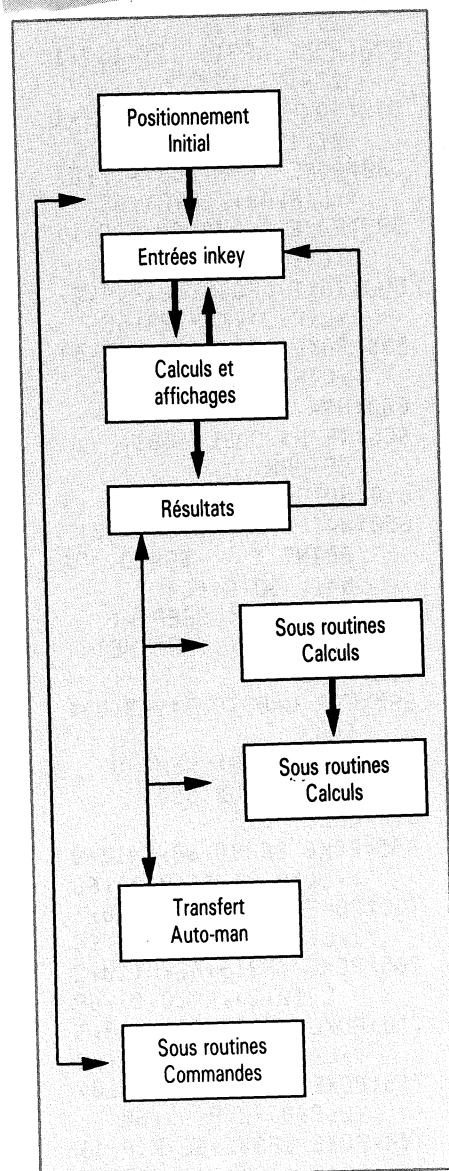 Positionnement
Initial
Entrées inkey
Calculs et
affichages
Résultats
Sous routines
Calculs
Sous routines
Calculs
Transfert
Auto-man
Sous routines
Commandes